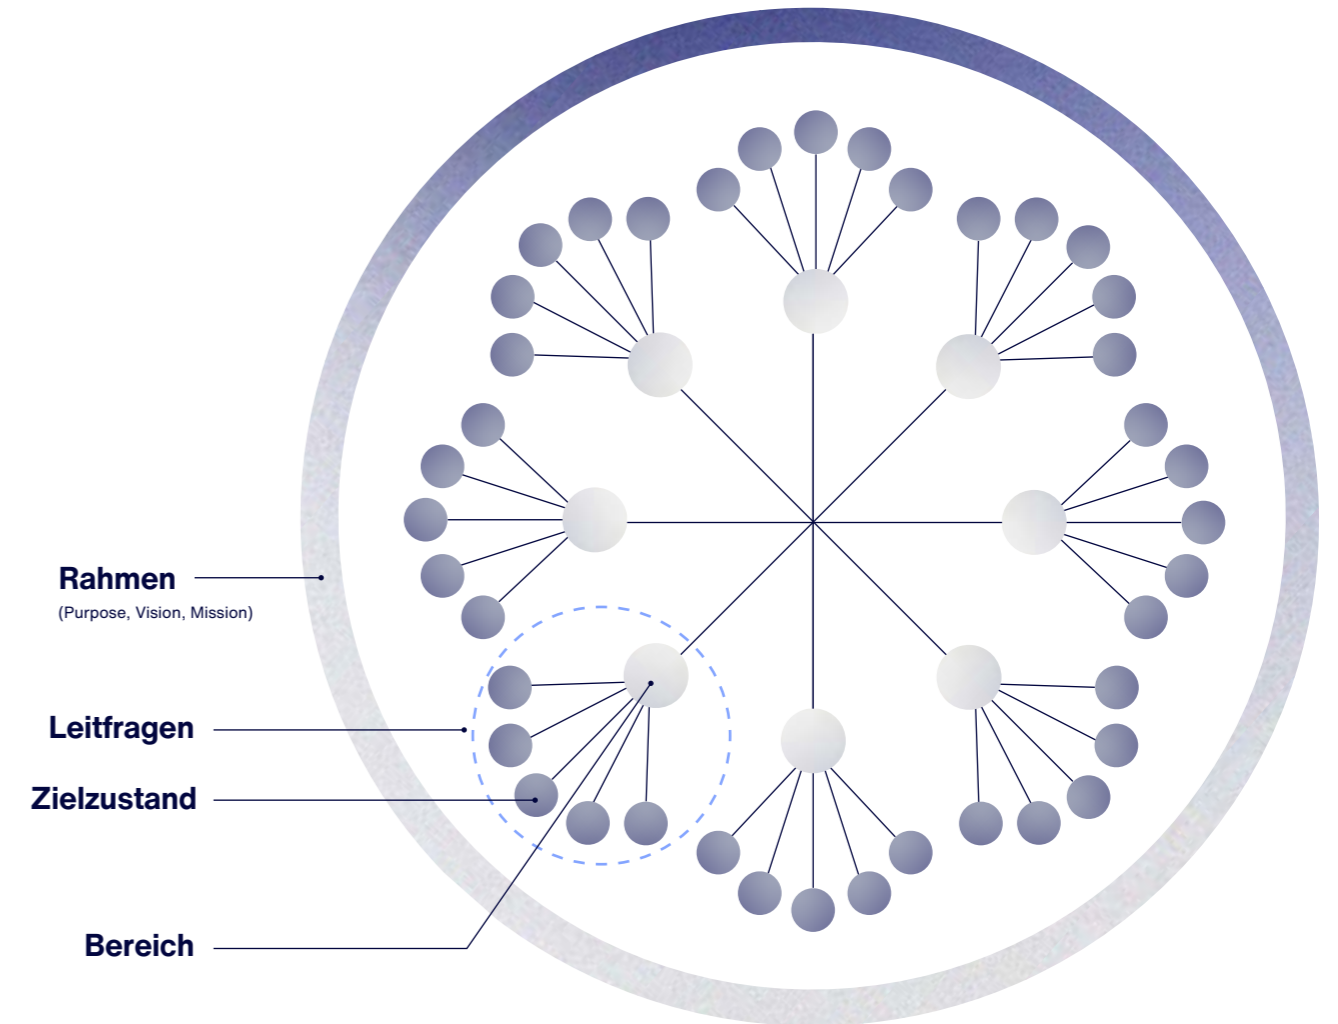 Rahmen
(Purpose, Vision, Mission)
Leitfragen
Zielzustand
Bereich